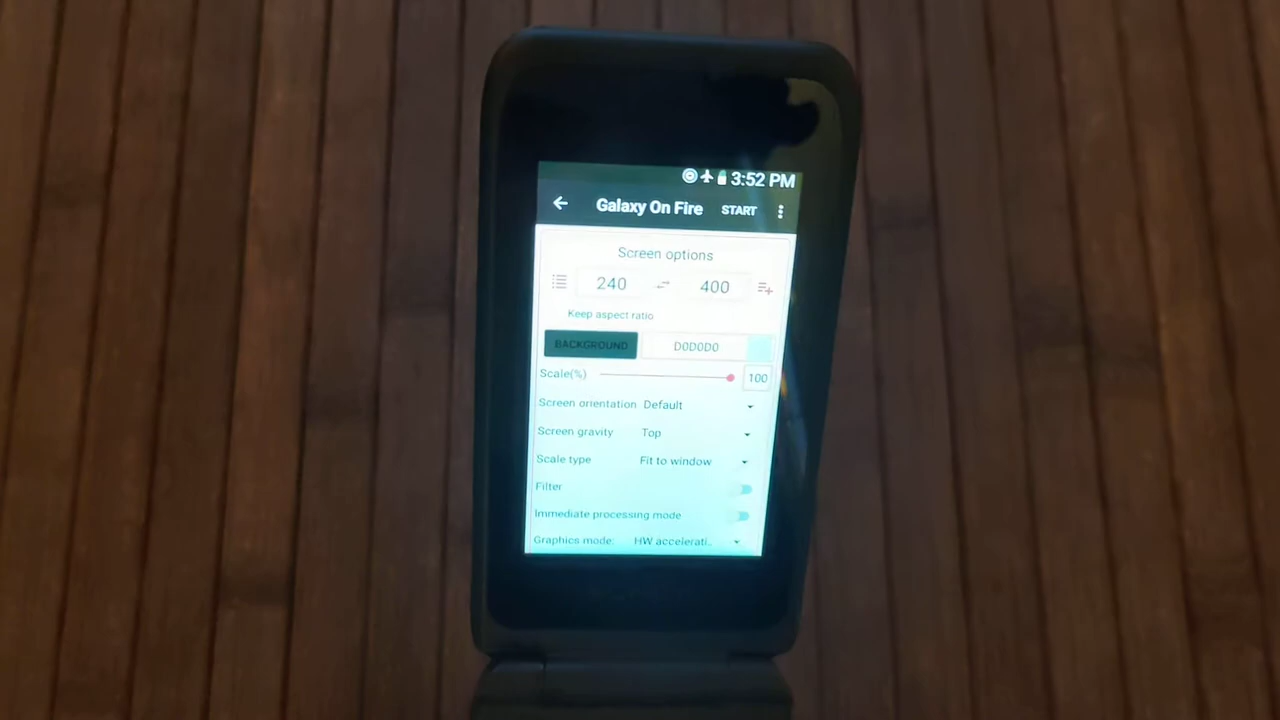 3:52 PM
Galaxy On Fire START
Screen options
240 400
Keep aspect ratio
BACKGROUND D0D0D0
Scale(%) 100
Screen orientation Default
Screen gravity Top
Scale type Fit to window
Filter
Immediate processing mode
Graphics mode: HW accelerati..